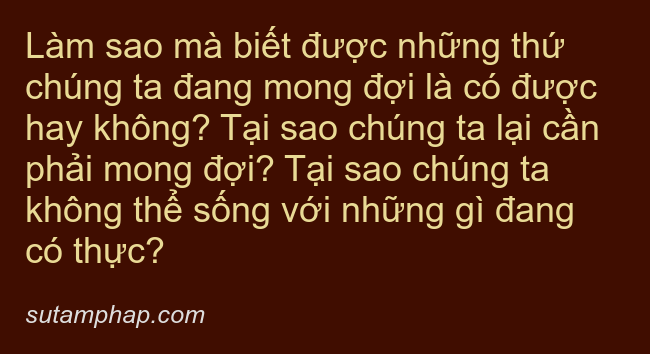 Làm sao mà biết được những thứ
chúng ta đang mong đợi là có được
hay không? Tại sao chúng ta lại cần
phải mong đợi? Tại sao chúng ta
không thể sống với những gì đang
có thực?
sutamphap.com